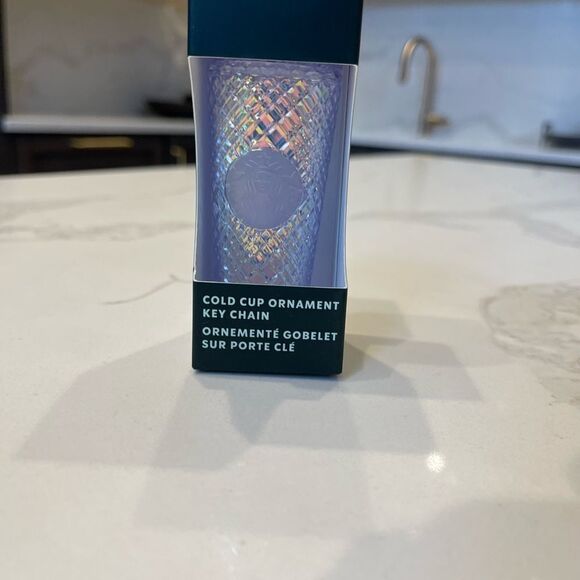 COLD CUP ORNAMENT
KEY CHAIN
ORNEMENTÉ GOBELET
SUR PORTE CLÉ